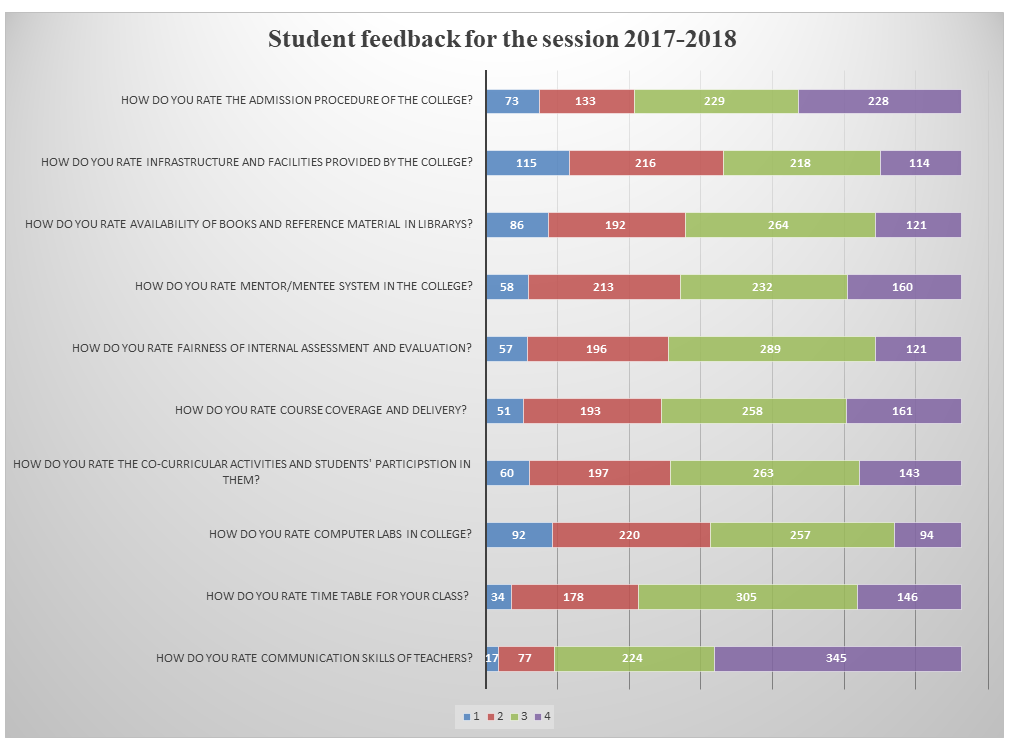 Student feedback for the session 2017-2018
HOW DO YOU RATE THE ADMISSION PROCEDURE OF THE COLLEGE?
73 133 229 228
HOW DO YOU RATE INFRASTRUCTURE AND FACILITIES PROVIDED BY THE COLLEGE?
115 216 218 114
HOW DO YOU RATE AVAILABILITY OF BOOKS AND REFERENCE MATERIAL IN LIBRARYS?
86 192 264 121
HOW DO YOU RATE MENTOR/MENTEE SYSTEM IN THE COLLEGE?
58 213 232 160
HOW DO YOU RATE FAIRNESS OF INTERNAL ASSESSMENT AND EVALUATION?
57 196 289 121
HOW DO YOU RATE COURSE COVERAGE AND DELIVERY?
51 193 258 161
HOW DO YOU RATE THE CO-CURRICULAR ACTIVITIES AND STUDENTS' PARTICIPSTION IN
THEM?
60 197 263 143
HOW DO YOU RATE COMPUTER LABS IN COLLEGE?
92 220 257 94
HOW DO YOU RATE TIME TABLE FOR YOUR CLASS?
34 178 305 146
HOW DO YOU RATE COMMUNICATION SKILLS OF TEACHERS?
17 77 224 345
1 2 3 4